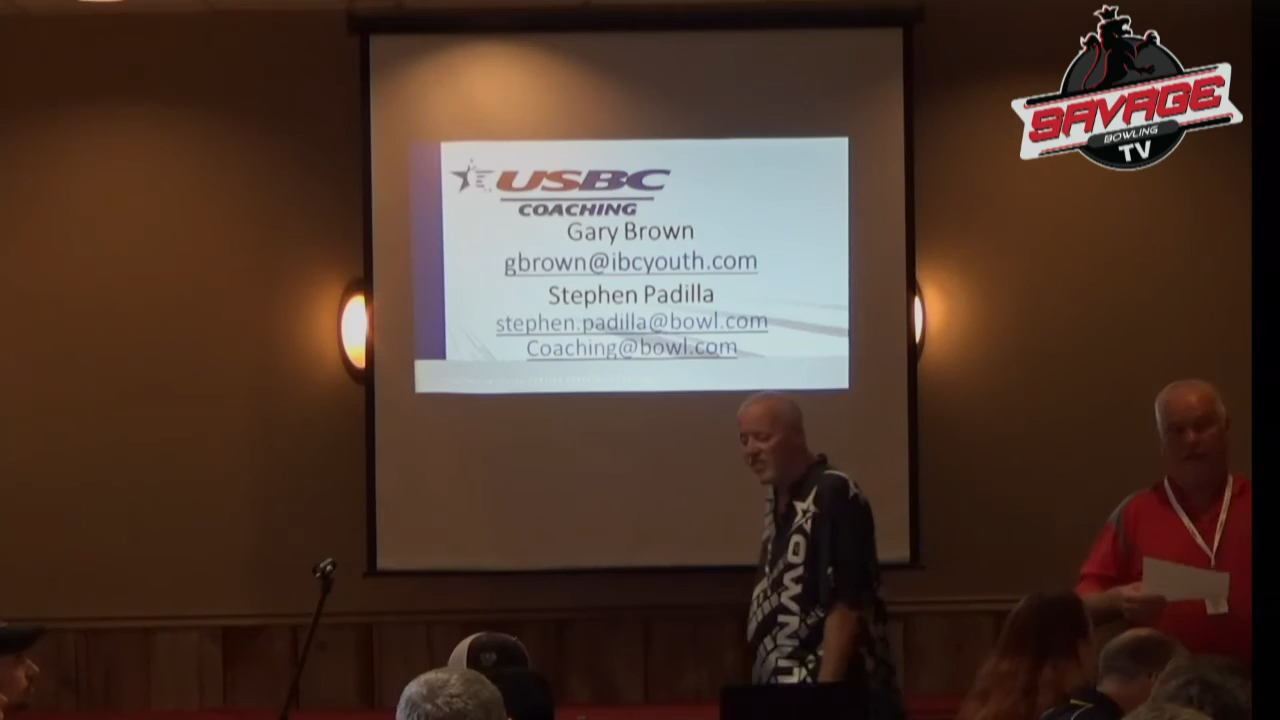 SAVAGE
BOWLING
TV
USBC
COACHING
Gary Brown
gbrown@ibcyouth.com
Stephen Padilla
stephen.padilla@bowl.com
Coaching@bowl.com